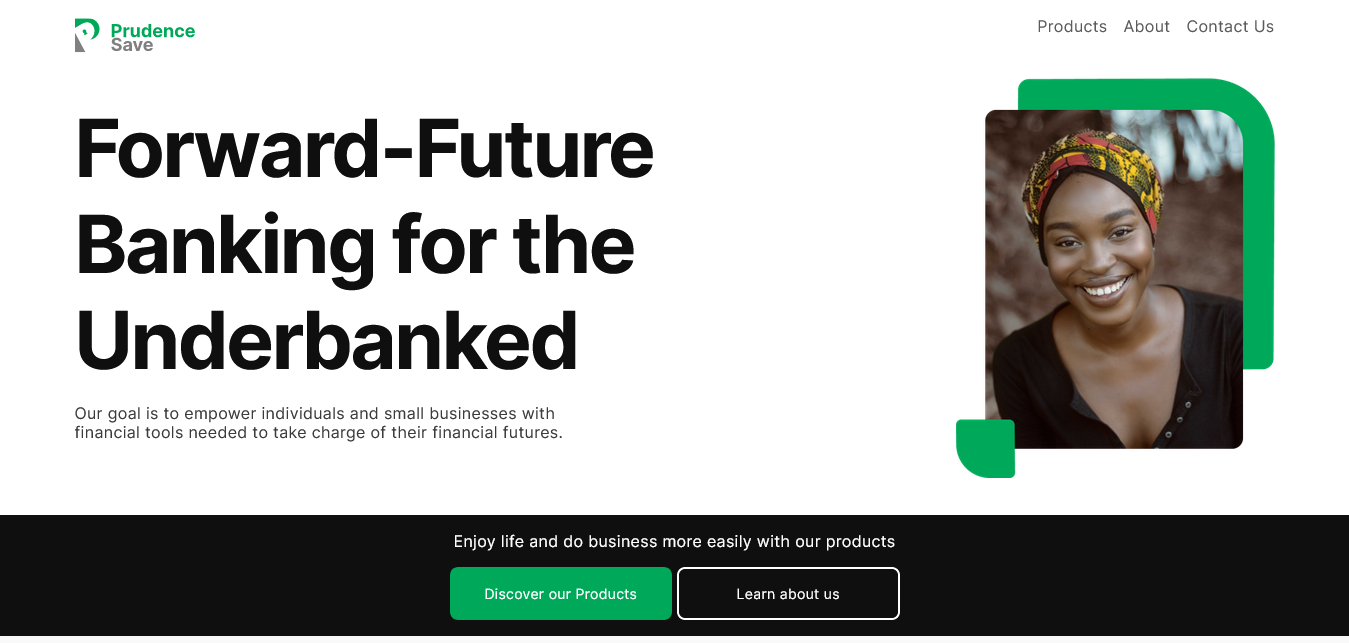 Prudence
Save
Products
About
Contact Us
Forward-Future
Banking for the
Underbanked
Our goal is to empower individuals and small businesses with
financial tools needed to take charge of their financial futures.
Enjoy life and do business more easily with our products
Discover our Products
Learn about us